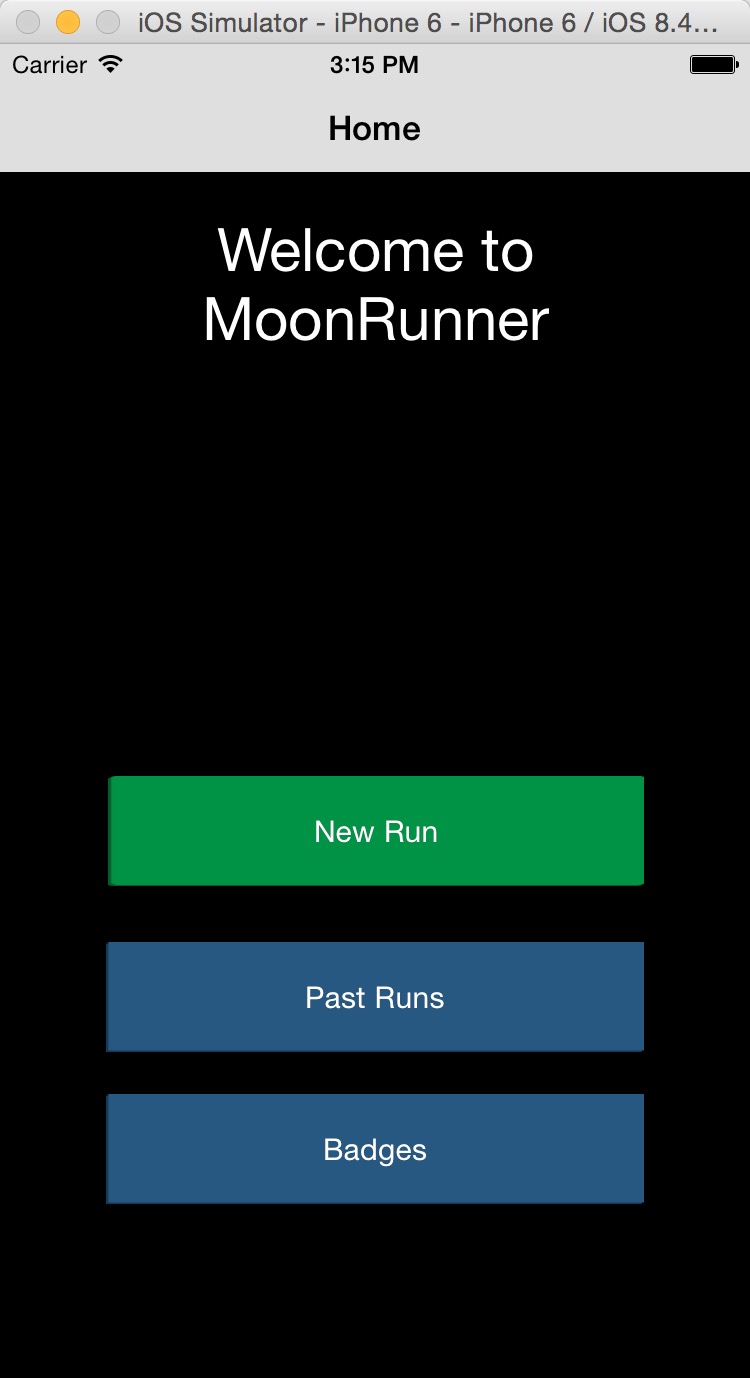 iOS Simulator - iPhone 6 - iPhone 6 / iOS 8.4...
Carrier 3:15 PM
Home
Welcome to
MoonRunner
New Run
Past Runs
Badges